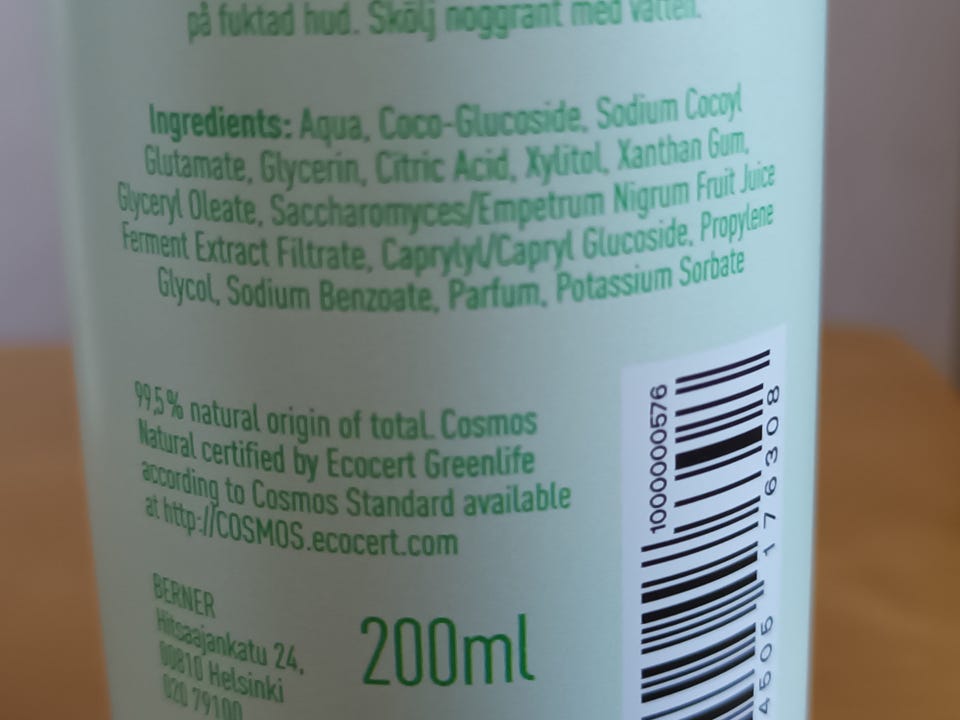 på fuktad hud. Skölj noggrant med vatten.
Ingredients: Aqua, Coco-Glucoside, Sodium Cocoyl
Glutamate, Glycerin, Citric Acid, Xylitol, Xanthan Gum,
Glyceryl Oleate, Saccharomyces/Empetrum Nigrum Fruit Juice
Ferment Extract Filtrate, Caprylyl/Capryl Glucoside, Propylene
Glycol, Sodium Benzoate, Parfum, Potassium Sorbate
99,5% natural origin of total. Cosmos
Natural certified by Ecocert Greenlife
according to Cosmos Standard available
at http://COSMOS.ecocert.com
BERNER
Hitsaajankatu 24,
00810 Helsinki
020 79100
200ml
1000000576
4505 176308